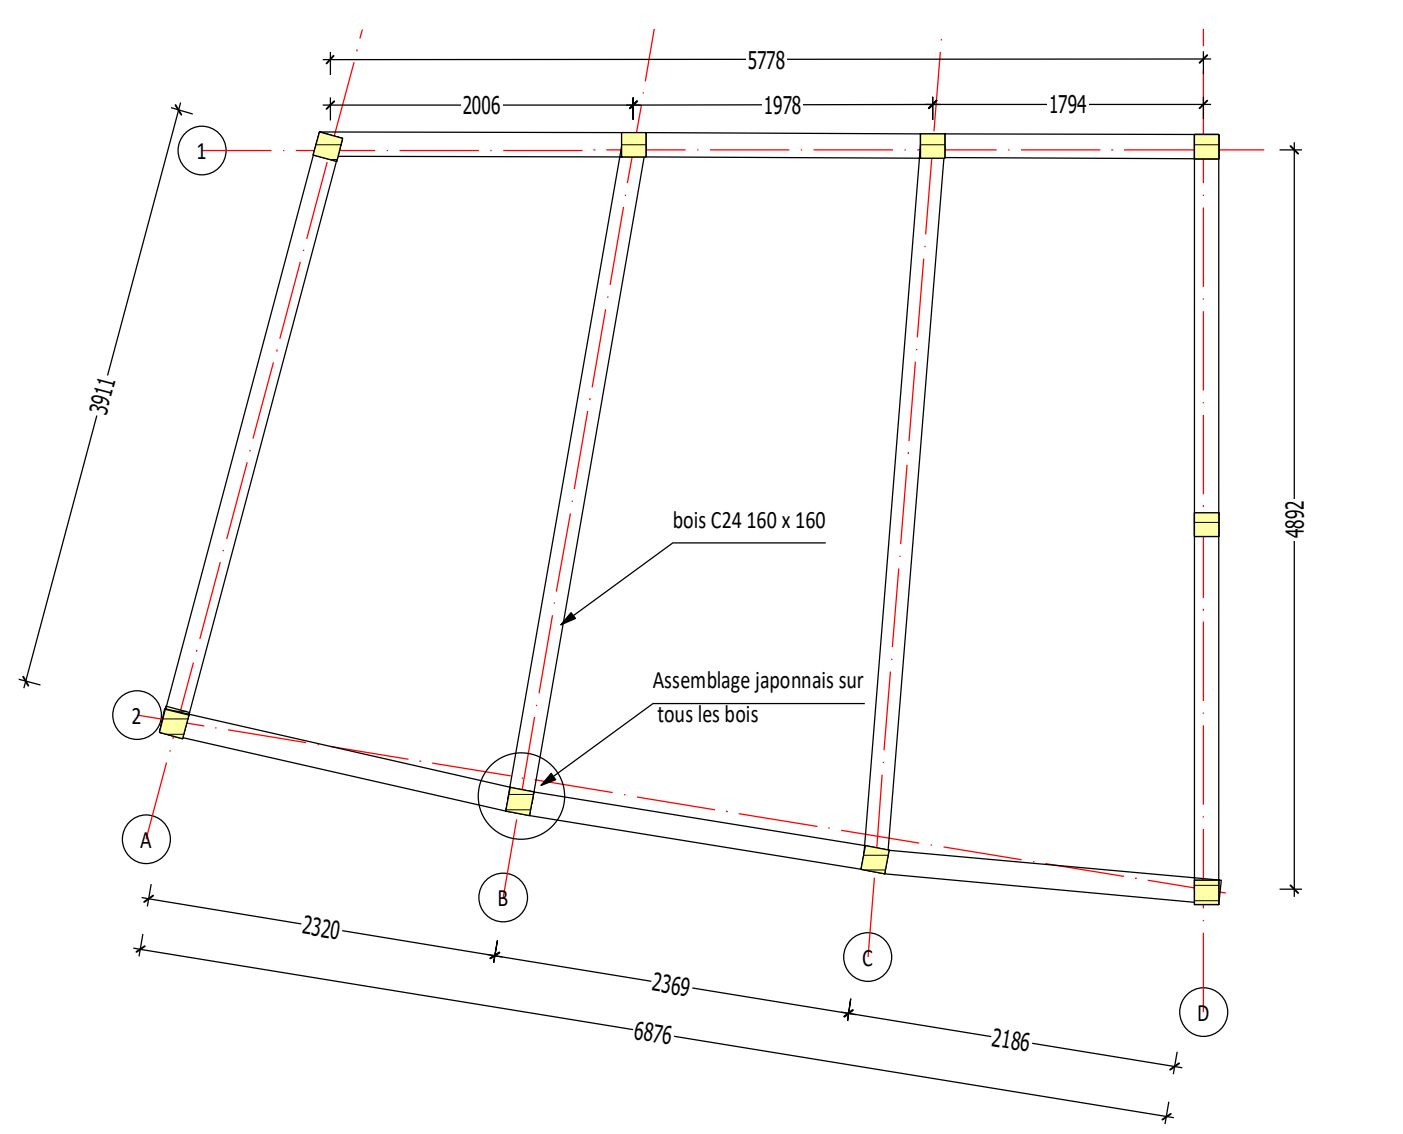 5778
2006
1978
1794
1
3911
bois C24 160 x 160
4892
Assemblage japonnais sur
tous les bois
2
A
B
C
D
2320
2369
2186
6876